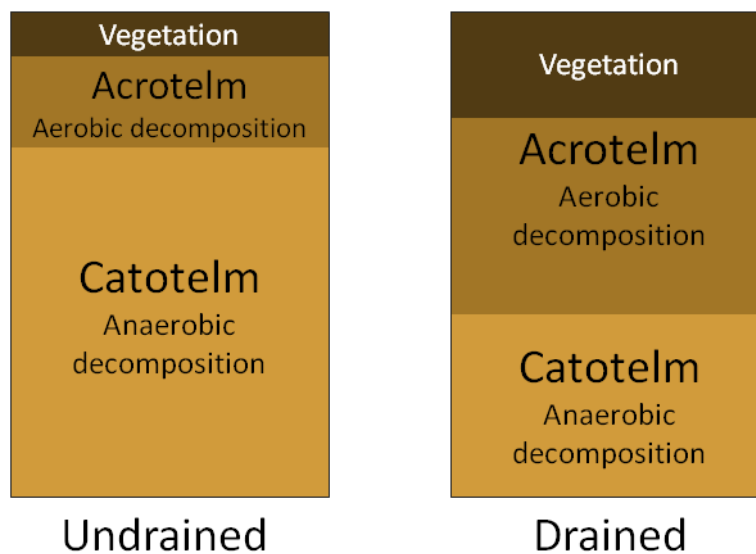 Vegetation
Acrotelm
Aerobic decomposition
Catotelm
Anaerobic
decomposition
Undrained
Vegetation
Acrotelm
Aerobic
decomposition
Catotelm
Anaerobic
decomposition
Drained